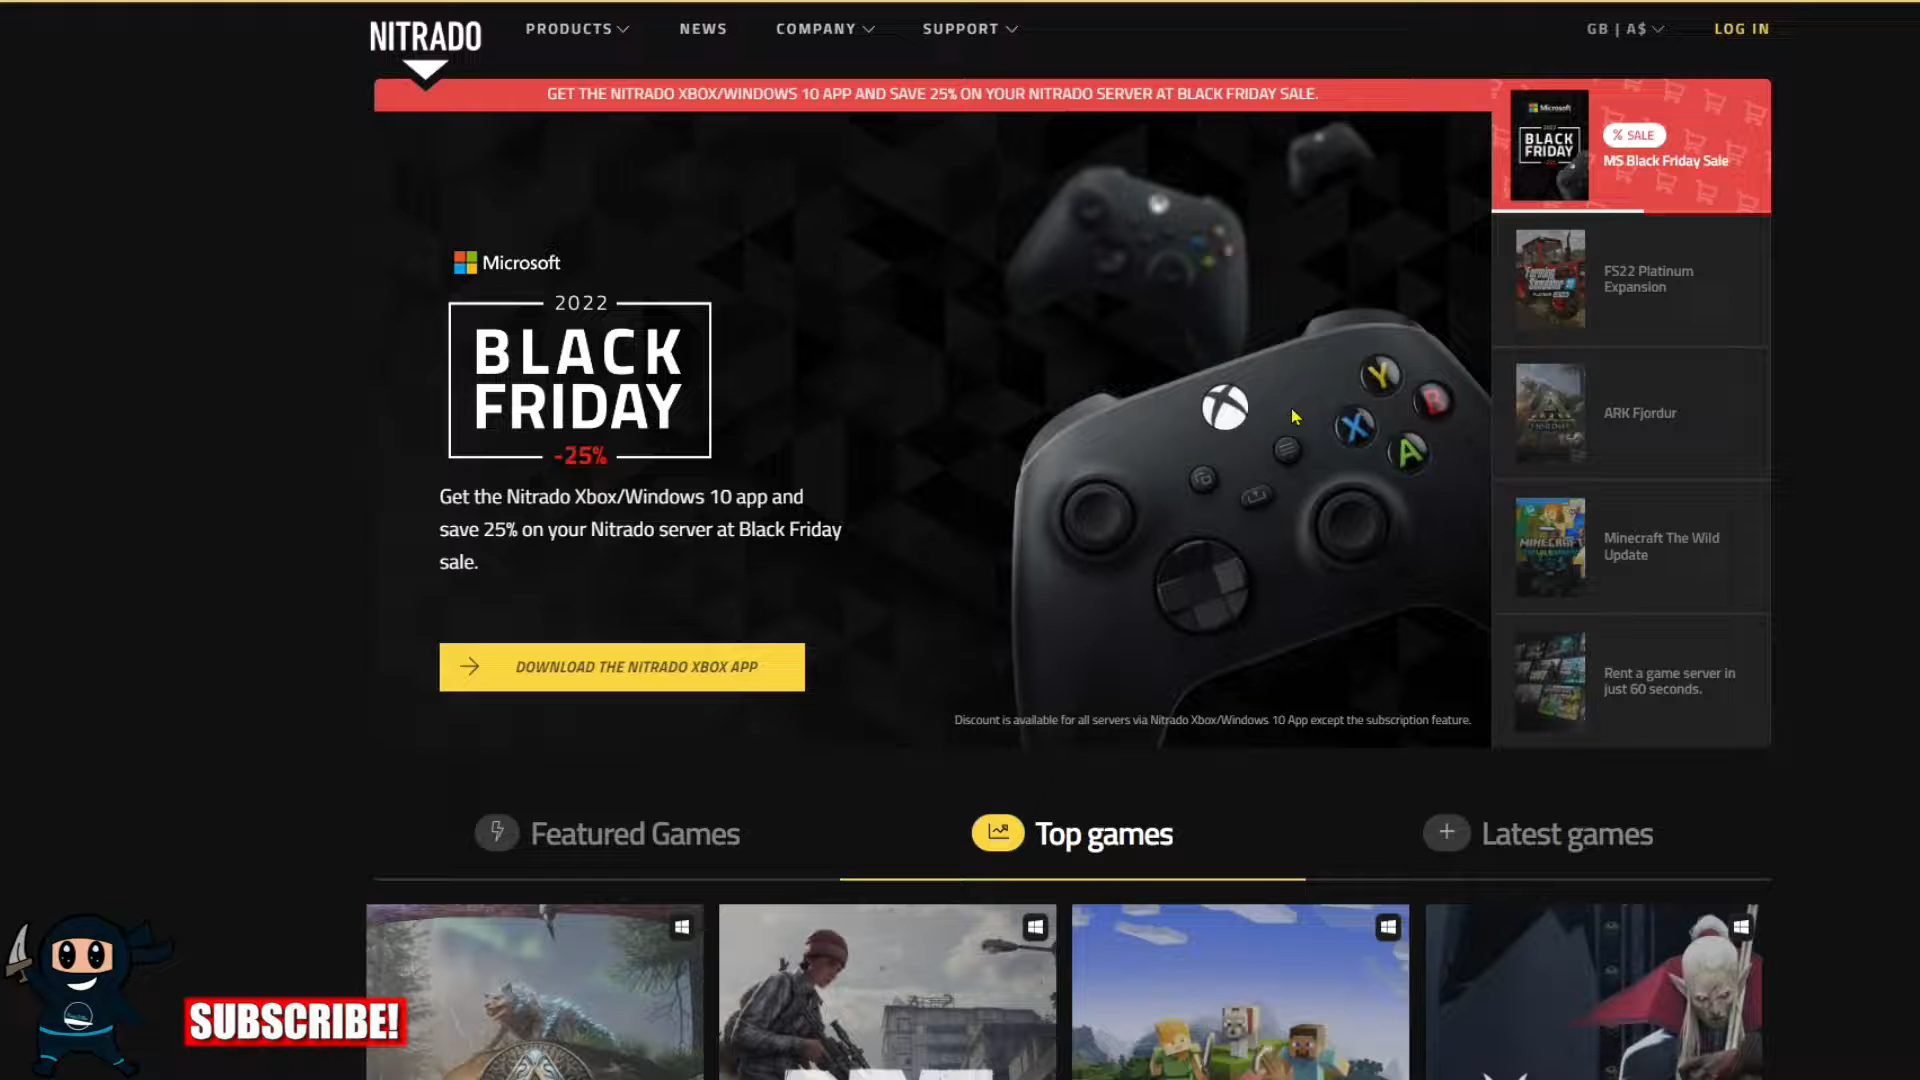 NITRADO
PRODUCTS
NEWS
COMPANY
SUPPORT
GB | A$
LOG IN
GET THE NITRADO XBOX/WINDOWS 10 APP AND SAVE 25% ON YOUR NITRADO SERVER AT BLACK FRIDAY SALE.
Microsoft
2022
BLACK
FRIDAY
-25%
Get the Nitrado Xbox/Windows 10 app and
save 25% on your Nitrado server at Black Friday
sale.
DOWNLOAD THE NITRADO XBOX APP
Y
B
X
A
Discount is available for all servers via Nitrado Xbox/Windows 10 App except the subscription feature.
Microsoft
BLACK
FRIDAY
% SALE
MS Black Friday Sale
FS22 Platinum
Expansion
ARK Fjordur
MINECRAFT
Minecraft The Wild
Update
Rent a game server in
just 60 seconds.
Featured Games
Top games
Latest games
SUBSCRIBE!